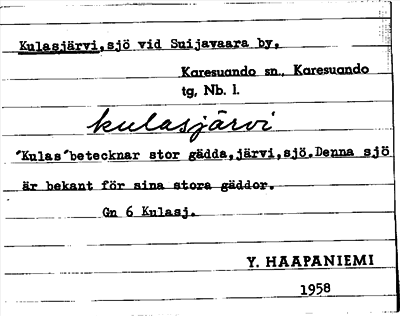 Kulasjärvi,sjö vid Suijavaara by,
Karesuando sn., Karesuando
tg, Nb. l.
kulasjärvi
"Kulas"betecknar stor gädda,järvi,sjö.Denna sjö
är bekant för sina stora gäddor.
Gn 6 Kulasj.
Y. HAAPANIEMI
1958